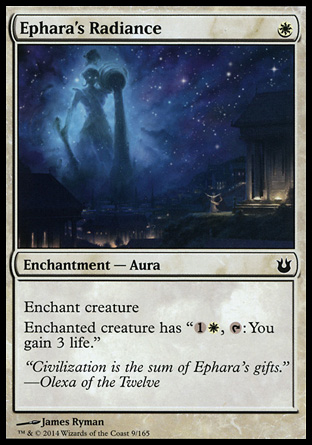 Ephara's Radiance
Enchantment — Aura
Enchant creature
Enchanted creature has "1, : You
gain 3 life."
"Civilization is the sum of Ephara's gifts."
—Olexa of the Twelve
James Ryman
™ & © 2014 Wizards of the Coast 9/165